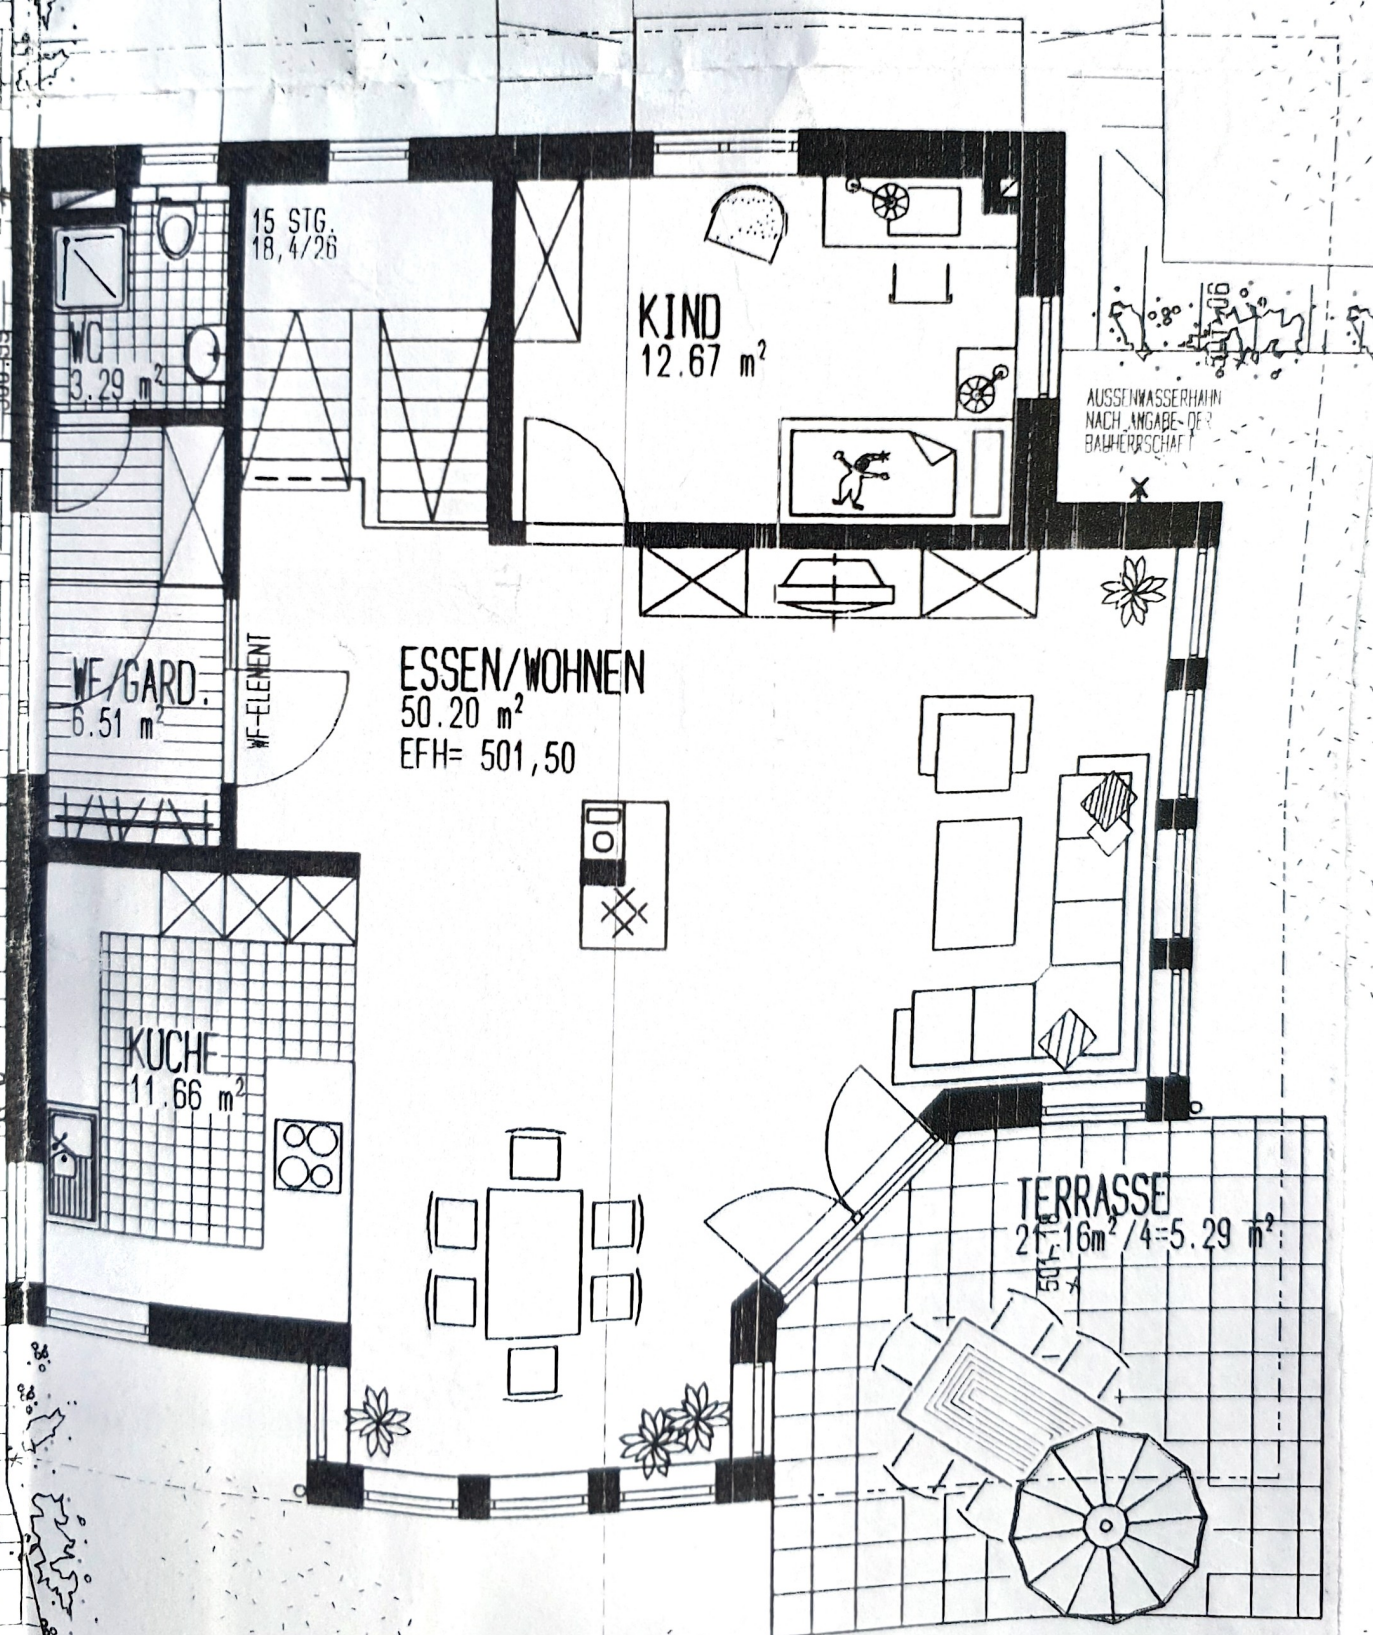 15 STG.
18,4/26
WC
3.29 m²
KIND
12.67 m²
AUSSENWASSERHAHN
NACH ANGABE DER
BAUHERRSCHAFT
WF/GARD.
6.51 m²
WF-ELEMENT
ESSEN/WOHNEN
50.20 m²
EFH= 501,50
KUCHE
11.66 m²
TERRASSE
21.16m²/4=5.29 m²